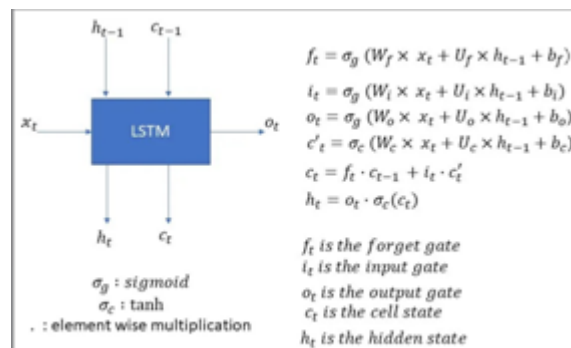 h_{t-1} c_{t-1}
x_t LSTM o_t
h_t c_t
σ_g : sigmoid
σ_c : tanh
. : element wise multiplication
f_t = σ_g (W_f × x_t + U_f × h_{t-1} + b_f)
i_t = σ_g (W_i × x_t + U_i × h_{t-1} + b_i)
o_t = σ_g (W_o × x_t + U_o × h_{t-1} + b_o)
c'_t = σ_c (W_c × x_t + U_c × h_{t-1} + b_c)
c_t = f_t · c_{t-1} + i_t · c'_t
h_t = o_t · σ_c(c_t)
f_t is the forget gate
i_t is the input gate
o_t is the output gate
c_t is the cell state
h_t is the hidden state